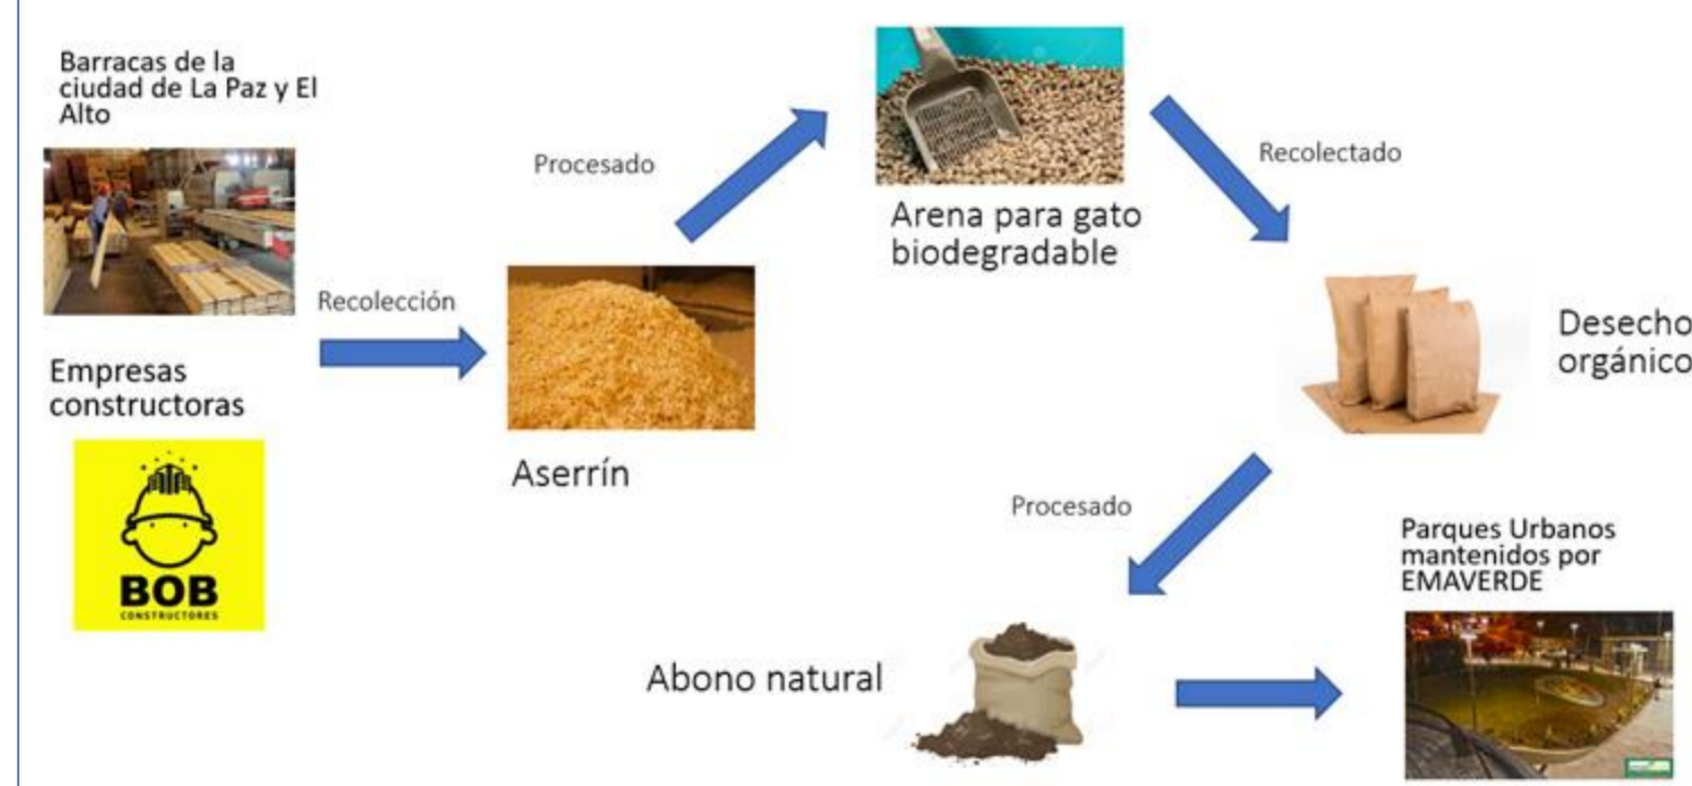 Barracas de la
ciudad de La Paz y El
Alto
Recolección
Empresas
constructoras
BOB
CONSTRUCTORES
Aserrín
Procesado
Arena para gato
biodegradable
Recolectado
Desecho
orgánico
Procesado
Abono natural
Parques Urbanos
mantenidos por
EMAVERDE